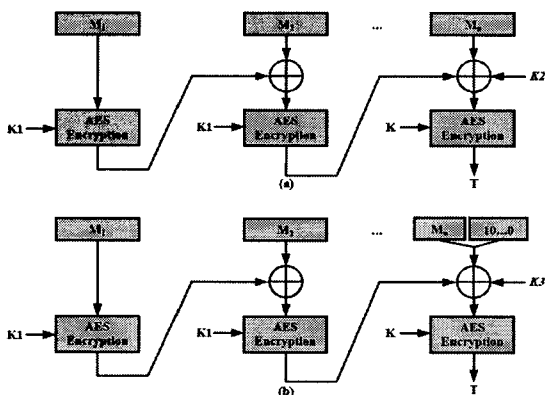 M1 M2 ... Mn
K2
K1 AES Encryption K1 AES Encryption K AES Encryption
(a) T
M1 M2 ... Mn 10...0
K3
K1 AES Encryption K1 AES Encryption K AES Encryption
(b) T